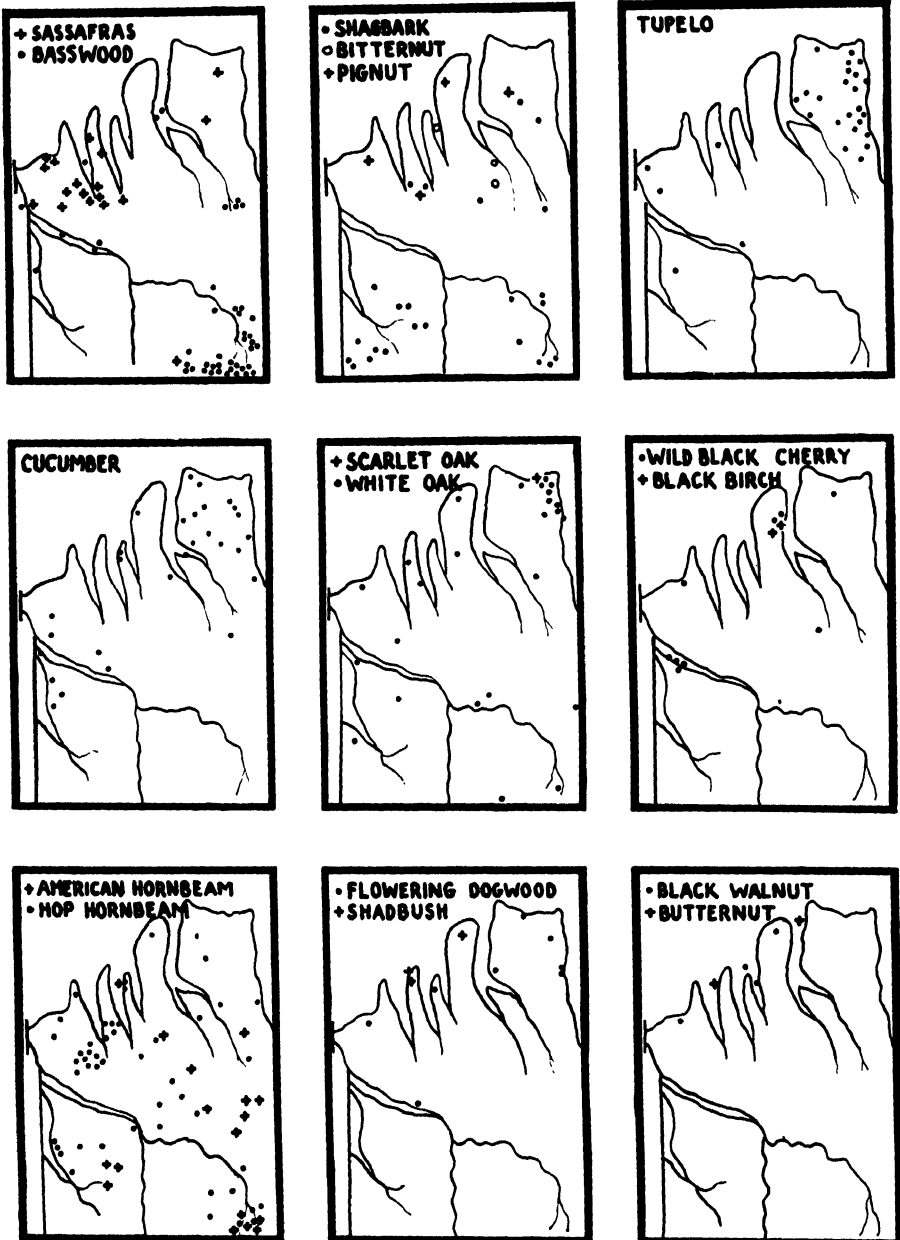 + SASSAFRAS
• BASSWOOD
• SHAGBARK
○ BITTERNUT
+ PIGNUT
TUPELO
CUCUMBER
+ SCARLET OAK
• WHITE OAK
• WILD BLACK CHERRY
+ BLACK BIRCH
+ AMERICAN HORNBEAM
• HOP HORNBEAM
• FLOWERING DOGWOOD
+ SHADBUSH
• BLACK WALNUT
+ BUTTERNUT